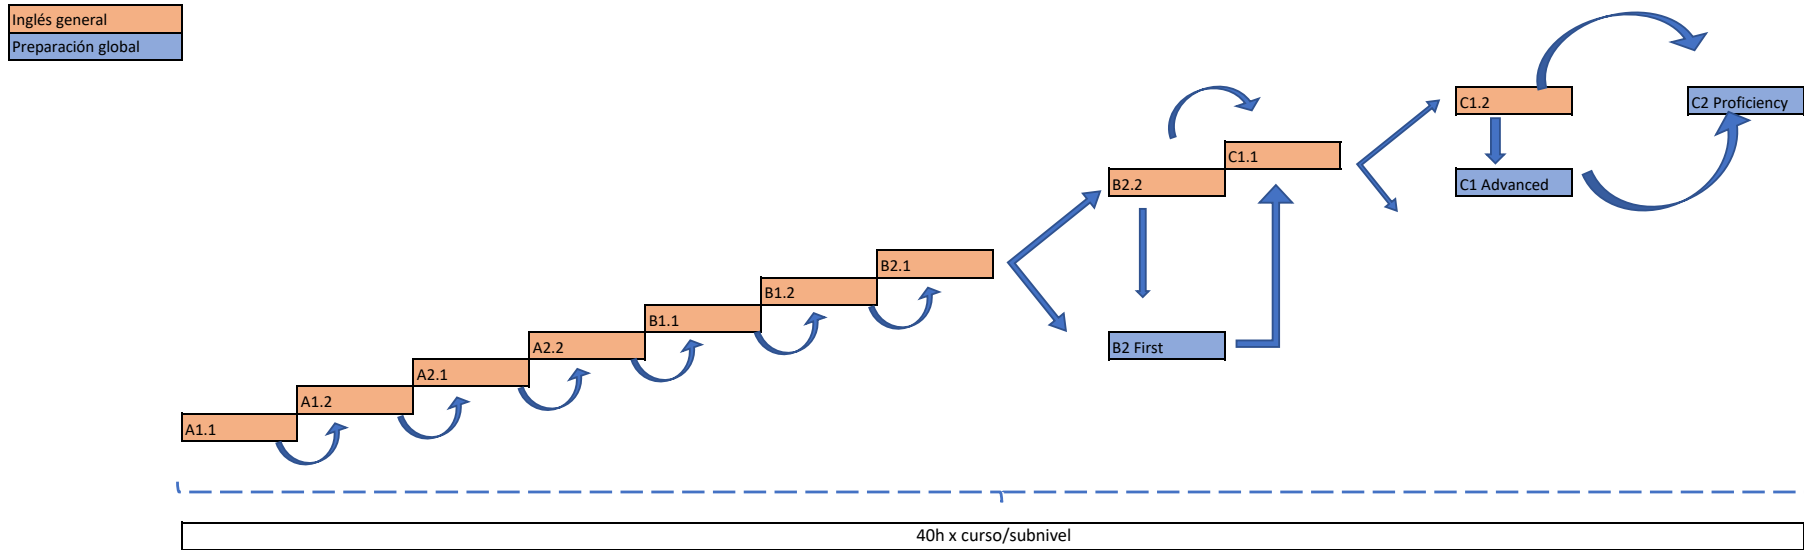 Inglés general
Preparación global
C1.2
C2 Proficiency
C1.1
B2.2
C1 Advanced
B2.1
B1.2
B1.1
B2 First
A2.2
A2.1
A1.2
A1.1
40h x curso/subnivel